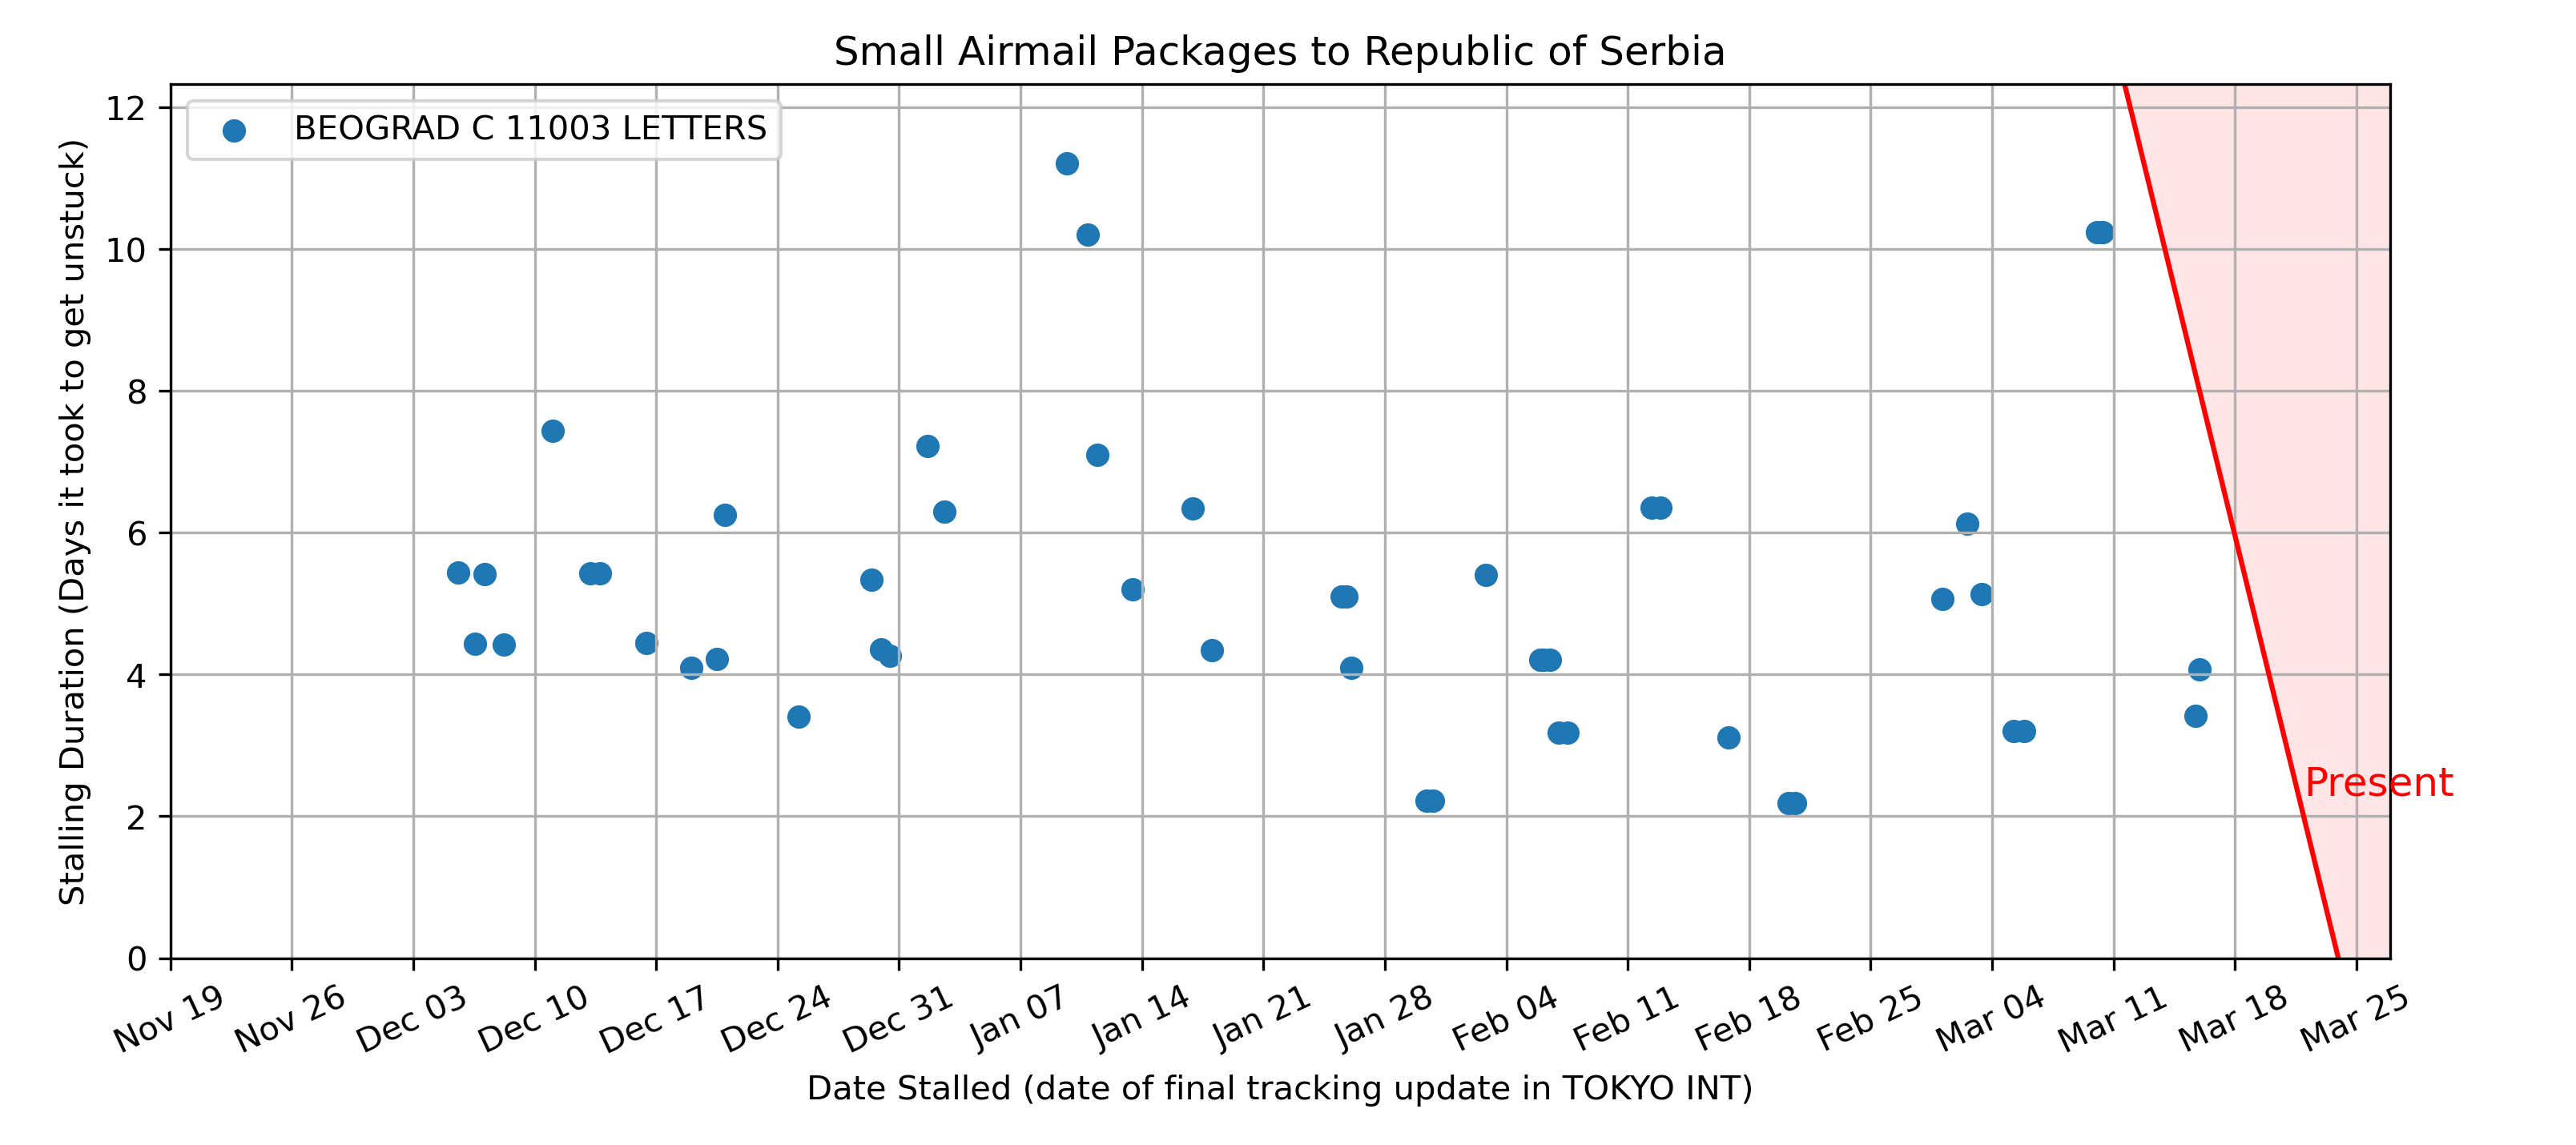 Small Airmail Packages to Republic of Serbia
BEOGRAD C 11003 LETTERS
Stalling Duration (Days it took to get unstuck)
12
10
8
6
4
2
0
Present
Nov 19
Nov 26
Dec 03
Dec 10
Dec 17
Dec 24
Dec 31
Jan 07
Jan 14
Jan 21
Jan 28
Feb 04
Feb 11
Feb 18
Feb 25
Mar 04
Mar 11
Mar 18
Mar 25
Date Stalled (date of final tracking update in TOKYO INT)